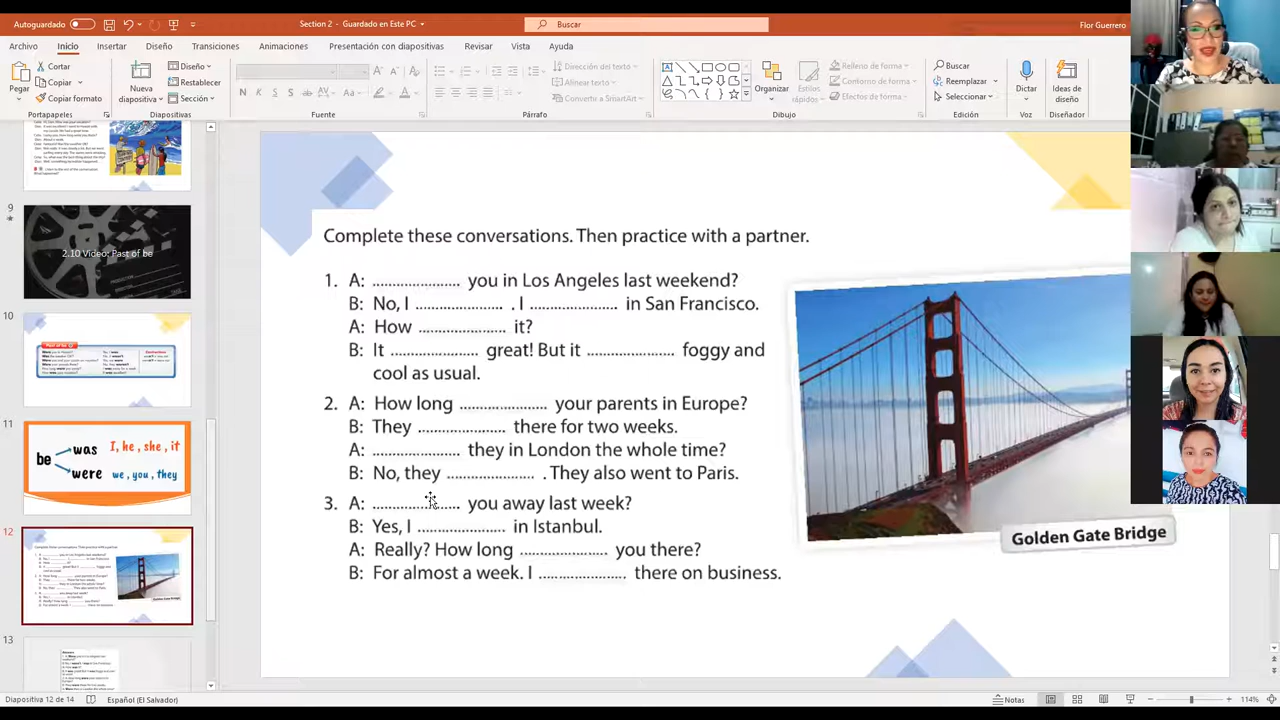 Autoguardado
Section 2 - Guardado en Este PC
Buscar
Flor Guerrero
Archivo Inicio Insertar Diseño Transiciones Animaciones Presentación con diapositivas Revisar Vista Ayuda
Pegar
Cortar
Copiar
Copiar formato
Portapapeles
Nueva diapositiva
Diseño
Restablecer
Sección
Diapositivas
N K S
Fuente
Dirección del texto
Alinear texto
Convertir a SmartArt
Párrafo
Organizar
Estilos rápidos
Relleno de forma
Contorno de forma
Efectos de forma
Dibujo
Buscar
Reemplazar
Seleccionar
Edición
Dictar
Voz
Ideas de diseño
Diseñador
9
2.10 Video: Past of be
10
Past of be
11
be
was I, he, she, it
were we, you, they
12
13
Complete these conversations. Then practice with a partner.
1. A: ...................... you in Los Angeles last weekend?
B: No, I ...................... . I ...................... in San Francisco.
A: How ...................... it?
B: It ...................... great! But it ...................... foggy and
cool as usual.
2. A: How long ...................... your parents in Europe?
B: They ...................... there for two weeks.
A: ...................... they in London the whole time?
B: No, they ...................... . They also went to Paris.
3. A: ...................... you away last week?
B: Yes, I ...................... in Istanbul.
A: Really? How long ...................... you there?
B: For almost a week. I ...................... there on business.
Golden Gate Bridge
Diapositiva 12 de 14
Español (El Salvador)
Notas
114%